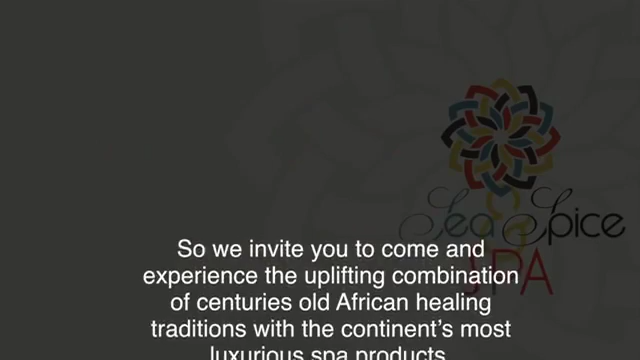 Sea Spice
SPA
So we invite you to come and
experience the uplifting combination
of centuries old African healing
traditions with the continent's most
luxurious spa products